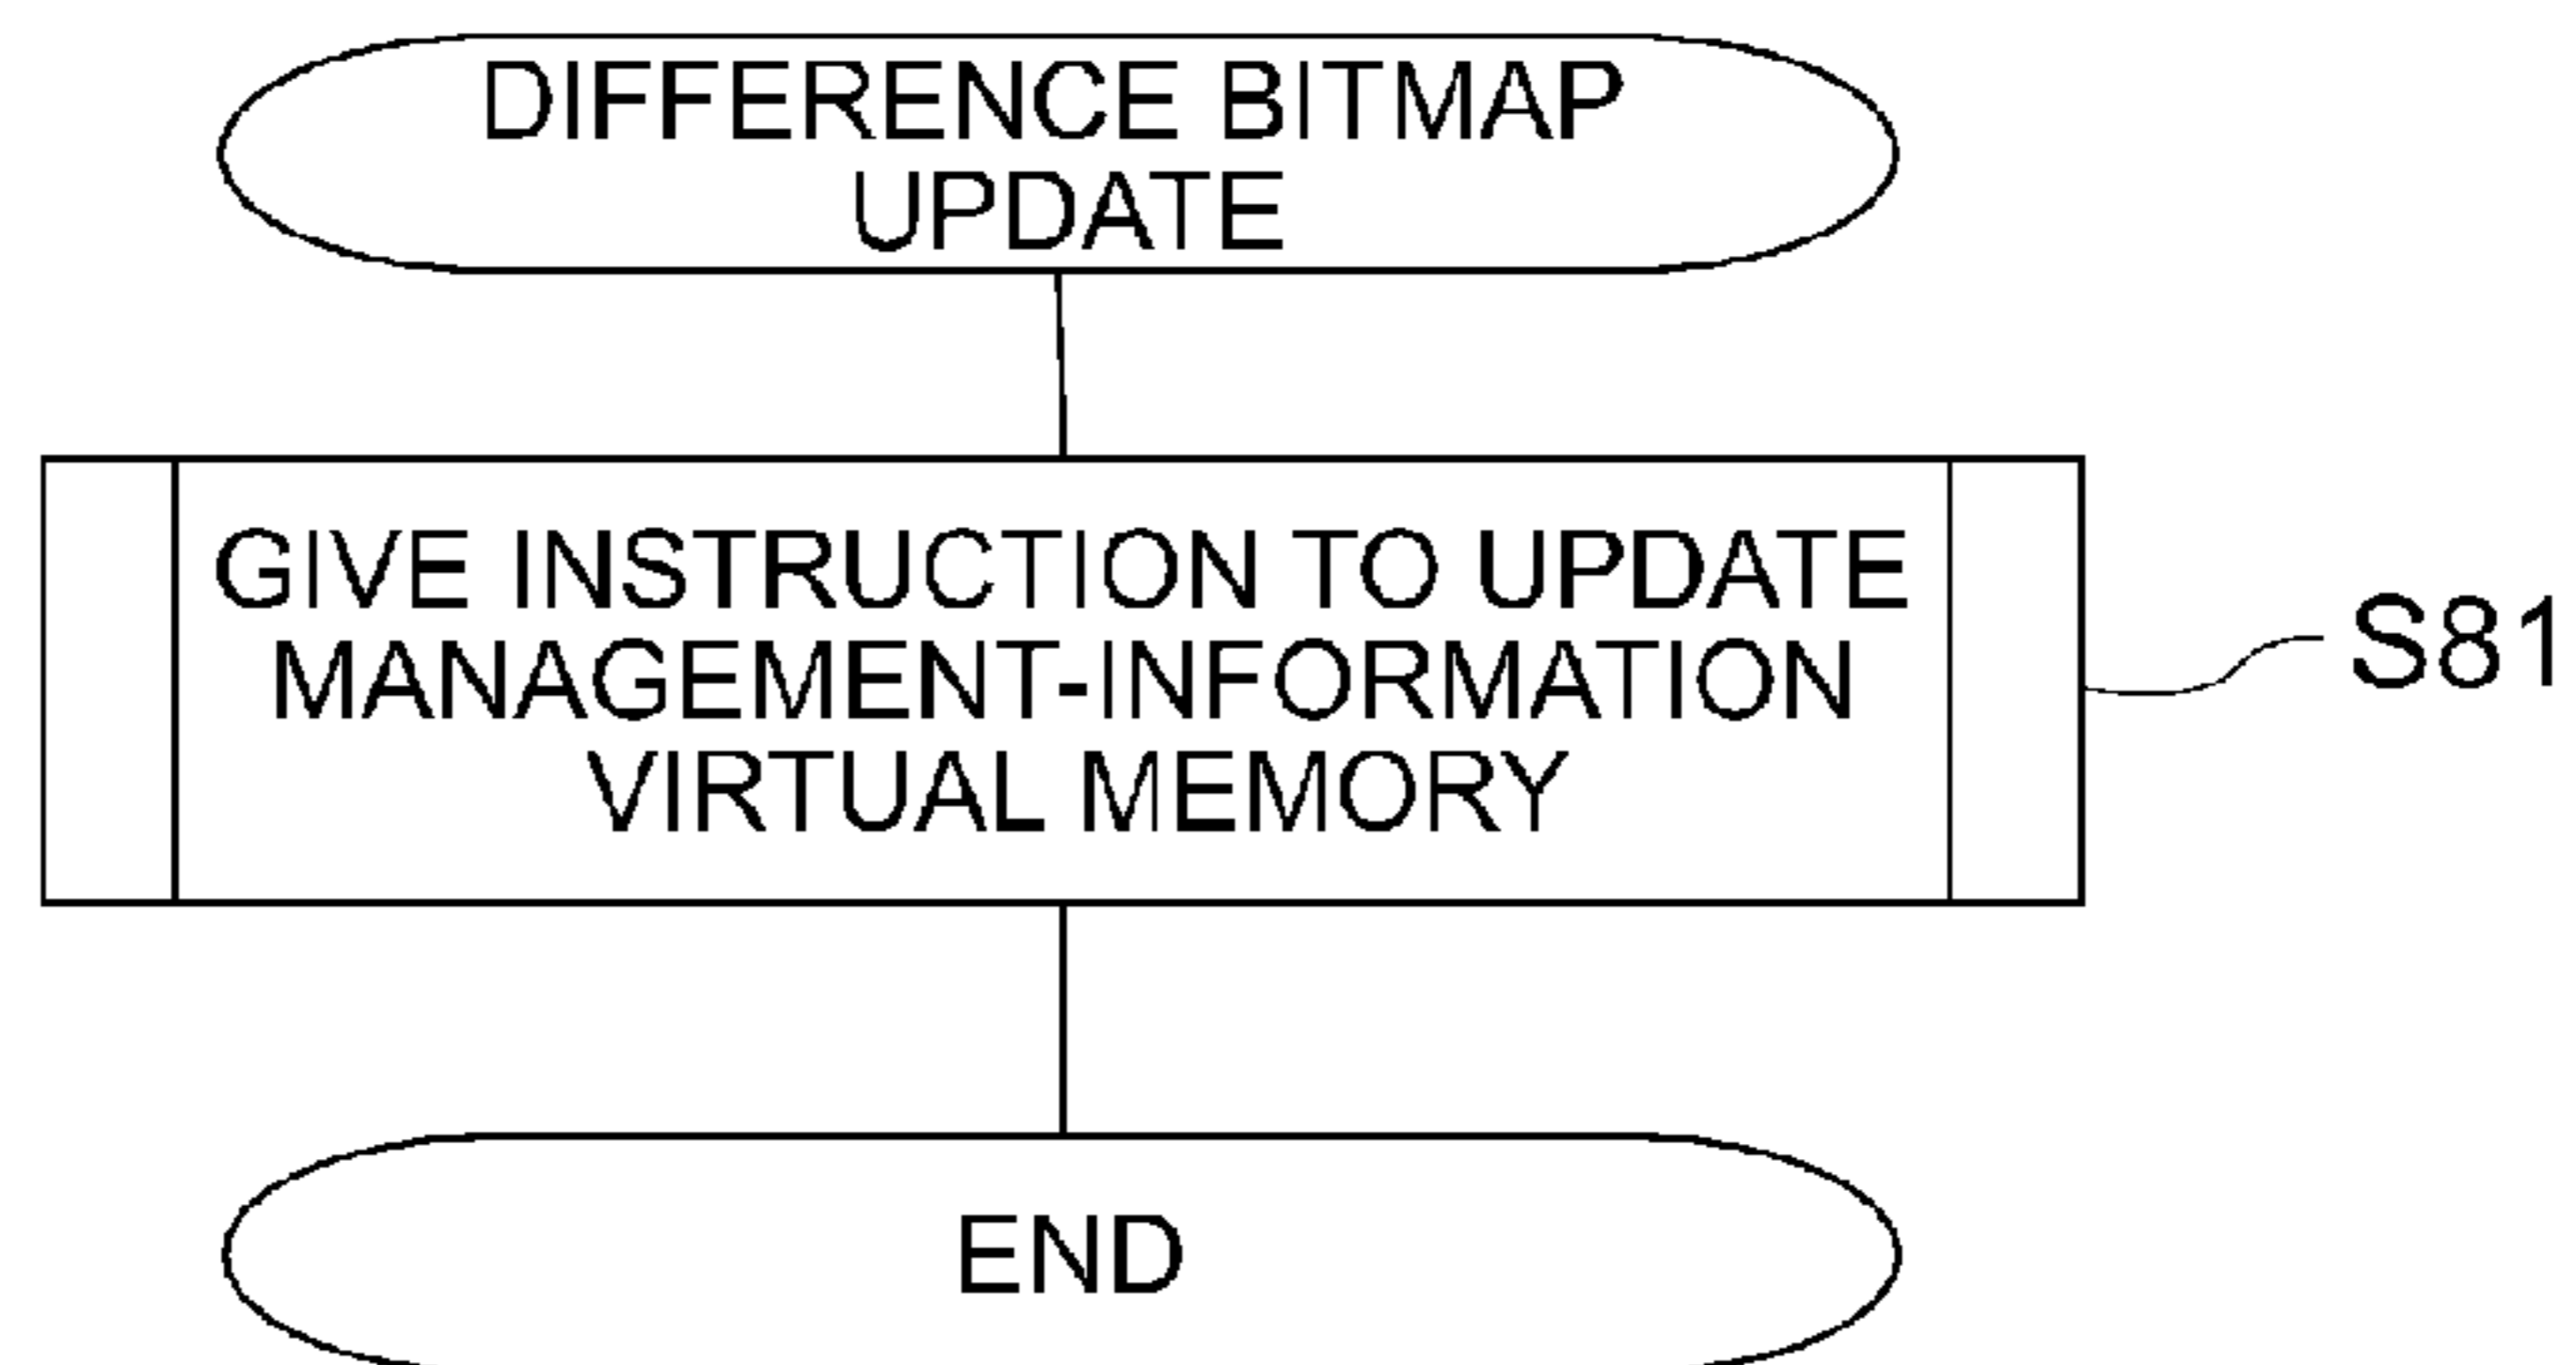 DIFFERENCE BITMAP
UPDATE
GIVE INSTRUCTION TO UPDATE
MANAGEMENT-INFORMATION
VIRTUAL MEMORY
S81
END